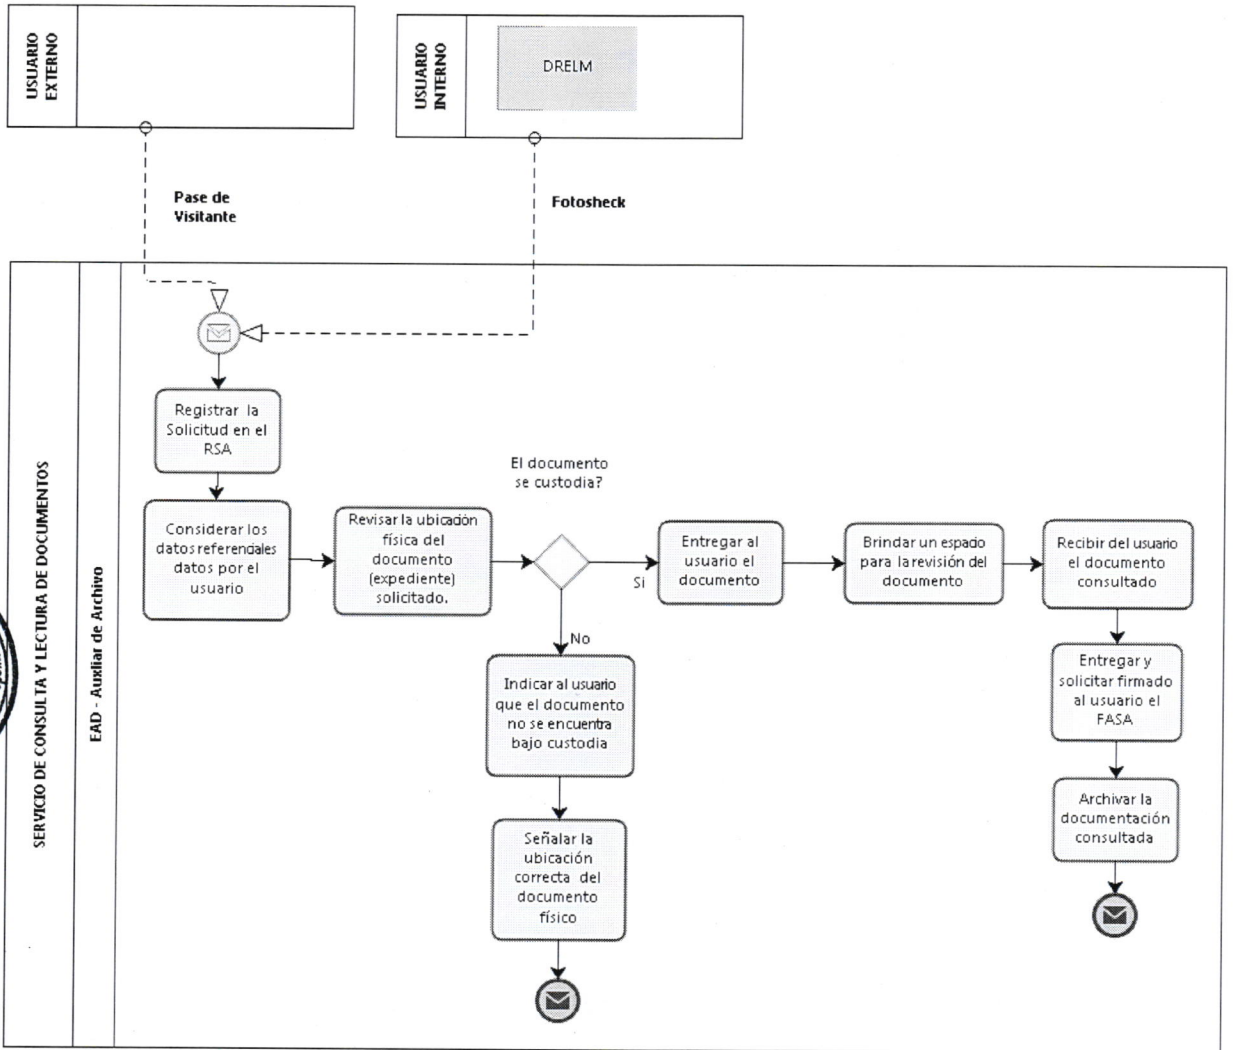 USUARIO
EXTERNO
USUARIO
INTERNO
DRELM
Pase de
Visitante
Fotosheck
SERVICIO DE CONSULTA Y LECTURA DE DOCUMENTOS
EAD - Auxliar de Archivo
Registrar la
Solicitud en el
RSA
Considerar los
datos referenciales
datos por el
usuario
Revisar la ubicación
física del
documento
(expediente)
solicitado.
El documento
se custodia?
Si
No
Entregar al
usuario el
documento
Brindar un espacio
para la revisión del
documento
Recibir del usuario
el documento
consultado
Indicar al usuario
que el documento
no se encuentra
bajo custodia
Señalar la
ubicación
correcta del
documento
físico
Entregar y
solicitar firmado
al usuario el
FASA
Archivar la
documentación
consultada